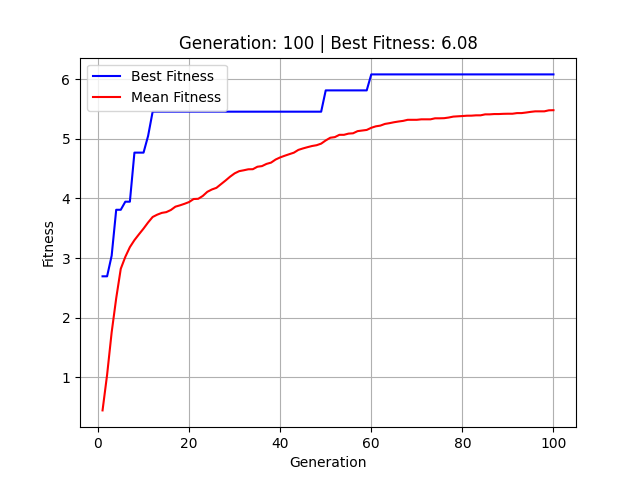 Generation: 100 | Best Fitness: 6.08
Best Fitness
Mean Fitness
6
5
4
3
2
1
Fitness
0 20 40 60 80 100
Generation